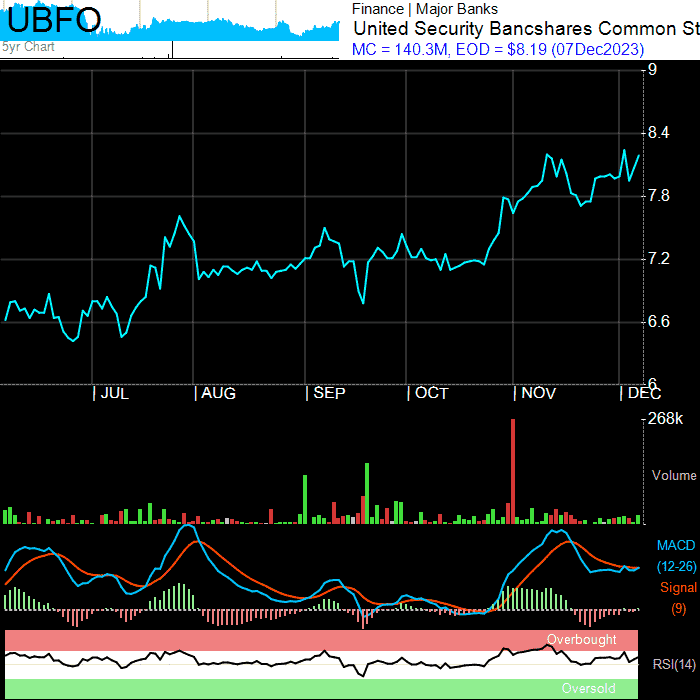 UBFO
5yr Chart
Finance | Major Banks
United Security Bancshares Common St
MC = 140.3M, EOD = $8.19 (07Dec2023)
9
8.4
7.8
7.2
6.6
6
JUL AUG SEP OCT NOV DEC
268k
Volume
MACD
(12-26)
Signal
(9)
Overbought
RSI(14)
Oversold